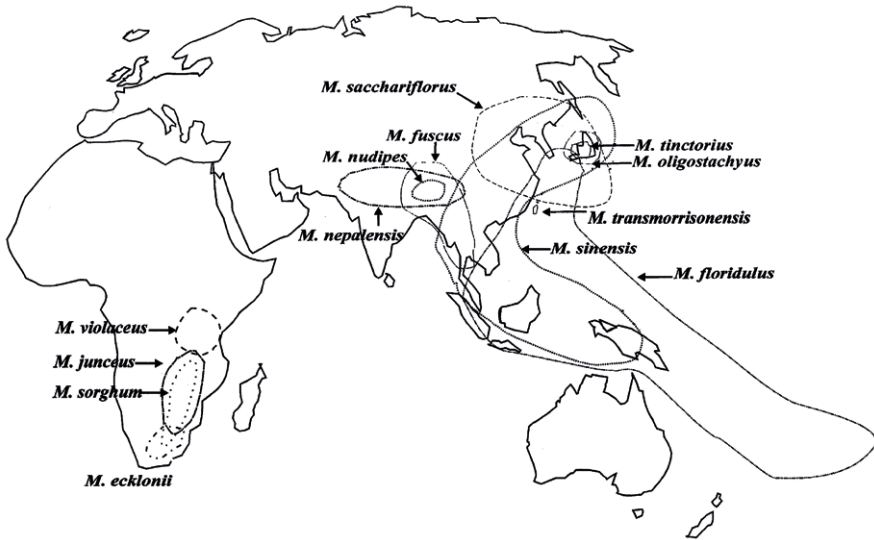 M. sacchariflorus
M. fuscus
M. nudipes
M. tinctorius
M. oligostachyus
M. transmorrisonensis
M. nepalensis
M. sinensis
M. floridulus
M. violaceus
M. junceus
M. sorghum
M. ecklonii